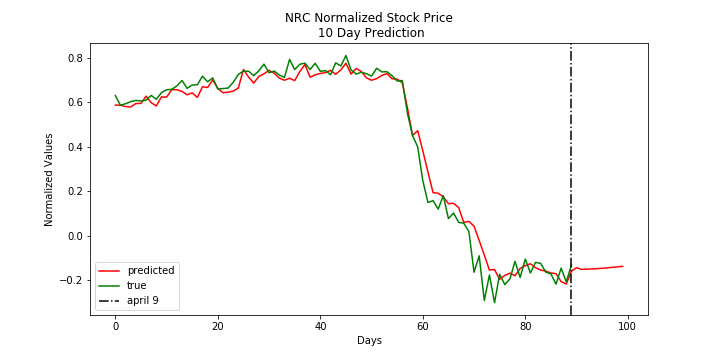 NRC Normalized Stock Price
10 Day Prediction
Normalized Values
0.8
0.6
0.4
0.2
0.0
−0.2
predicted
true
april 9
0 20 40 60 80 100
Days